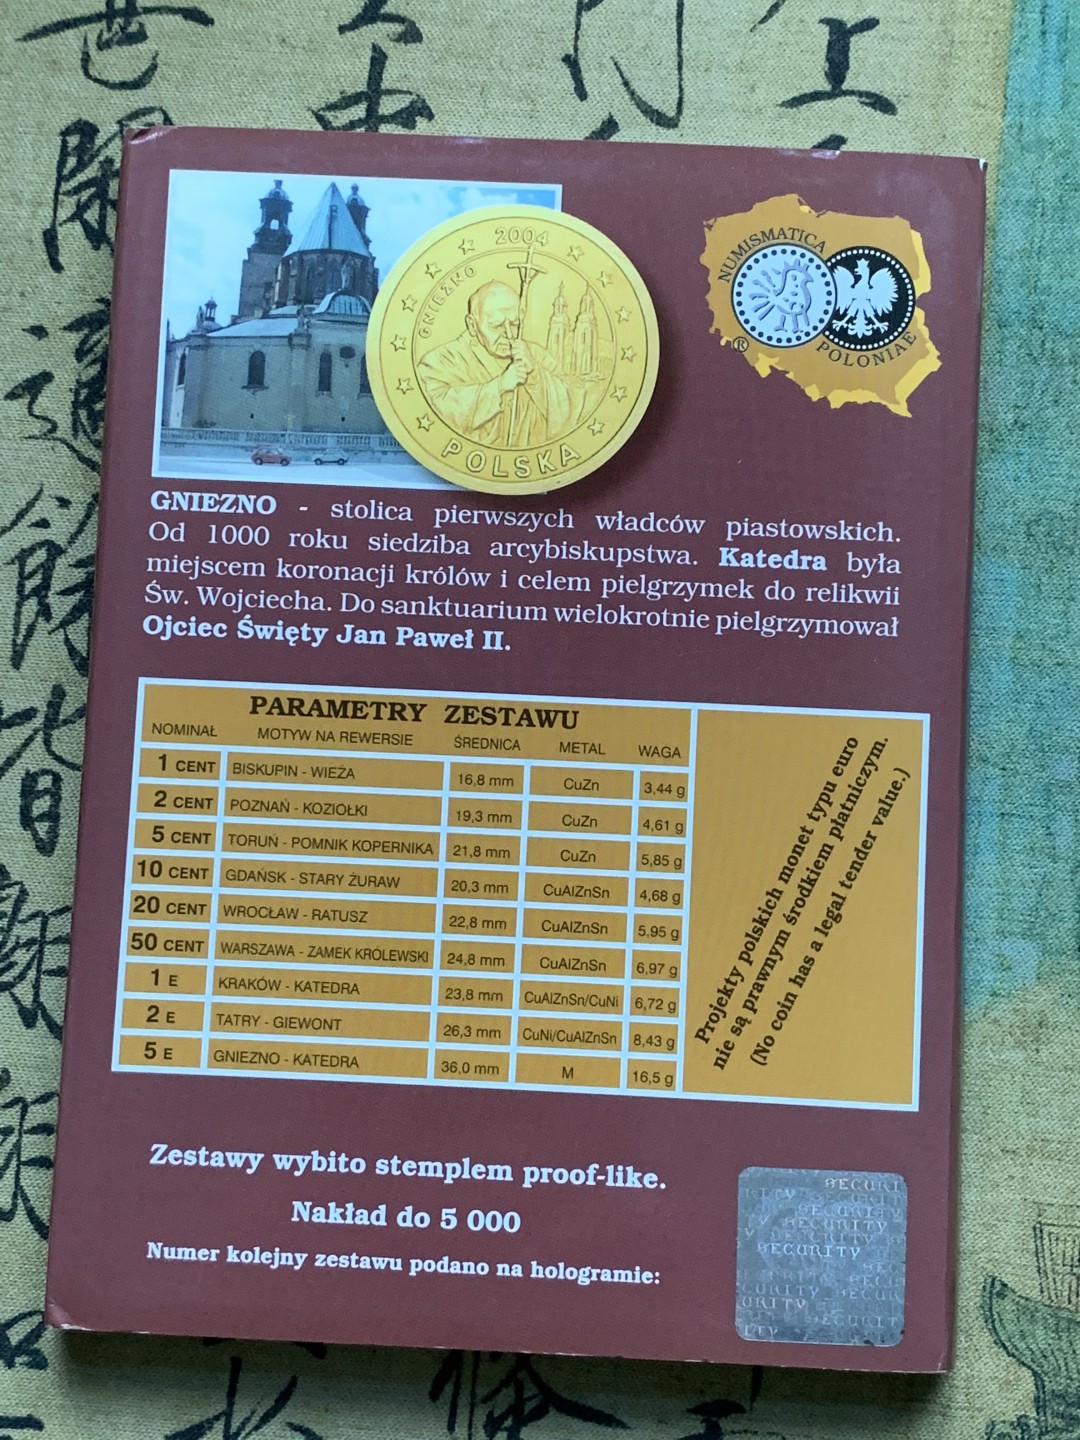 2004
GNIEZNO
POLSKA
NUMISMATICA
POLONIAE
®
GNIEZNO - stolica pierwszych władców piastowskich.
Od 1000 roku siedziba arcybiskupstwa. Katedra była
miejscem koronacji królów i celem pielgrzymek do relikwii
Św. Wojciecha. Do sanktuarium wielokrotnie pielgrzymował
Ojciec Święty Jan Paweł II.
PARAMETRY ZESTAWU
NOMINAŁ MOTYW NA REWERSIE ŚREDNICA METAL WAGA
1 CENT BISKUPIN - WIEŻA 16,8 mm CuZn 3,44 g
2 CENT POZNAŃ - KOZIOŁKI 19,3 mm CuZn 4,61 g
5 CENT TORUŃ - POMNIK KOPERNIKA 21,8 mm CuZn 5,85 g
10 CENT GDAŃSK - STARY ŻURAW 20,3 mm CuAlZnSn 4,68 g
20 CENT WROCŁAW - RATUSZ 22,8 mm CuAlZnSn 5,95 g
50 CENT WARSZAWA - ZAMEK KRÓLEWSKI 24,8 mm CuAlZnSn 6,97 g
1 E KRAKÓW - KATEDRA 23,8 mm CuAlZnSn/CuNi 6,72 g
2 E TATRY - GIEWONT 26,3 mm CuNi/CuAlZnSn 8,43 g
5 E GNIEZNO - KATEDRA 36,0 mm M 16,5 g
Projekty polskich monet typu euro
nie są prawnym środkiem płatniczym.
(No coin has a legal tender value.)
Zestawy wybito stemplem proof-like.
Nakład do 5 000
Numer kolejny zestawu podano na hologramie:
SECURITY